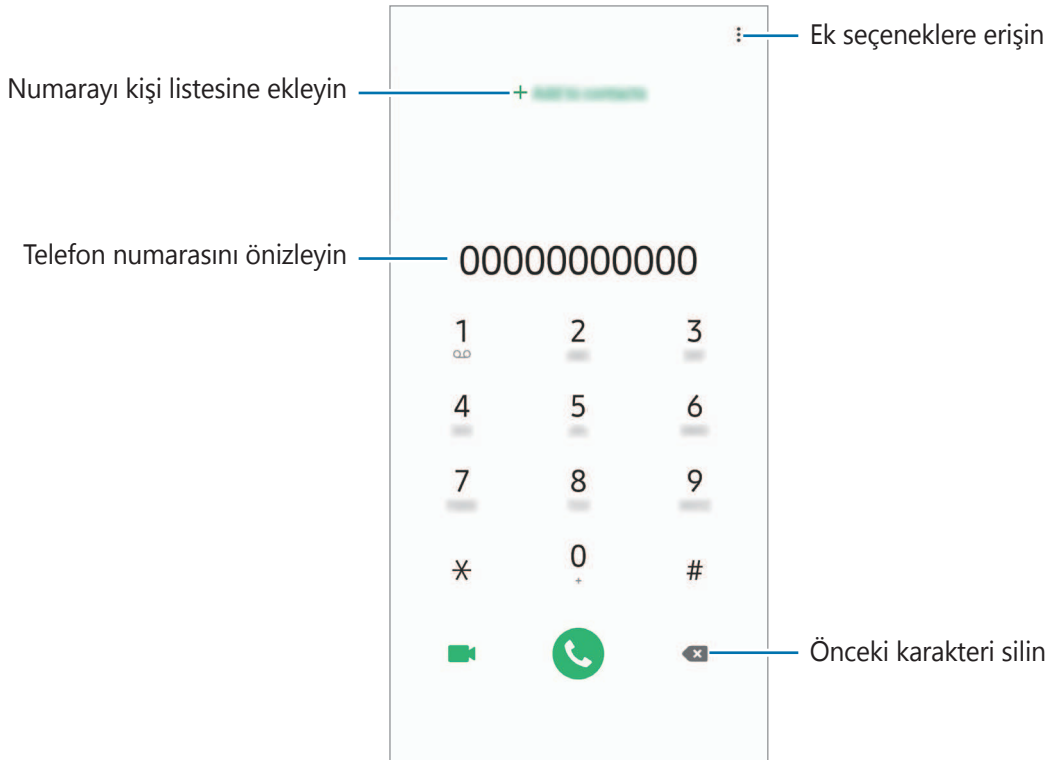 Ek seçeneklere erişin
Numarayı kişi listesine ekleyin
+
Telefon numarasını önizleyin
00000000000
1 2 3
4 5 6
7 8 9
* 0 #
+
Önceki karakteri silin